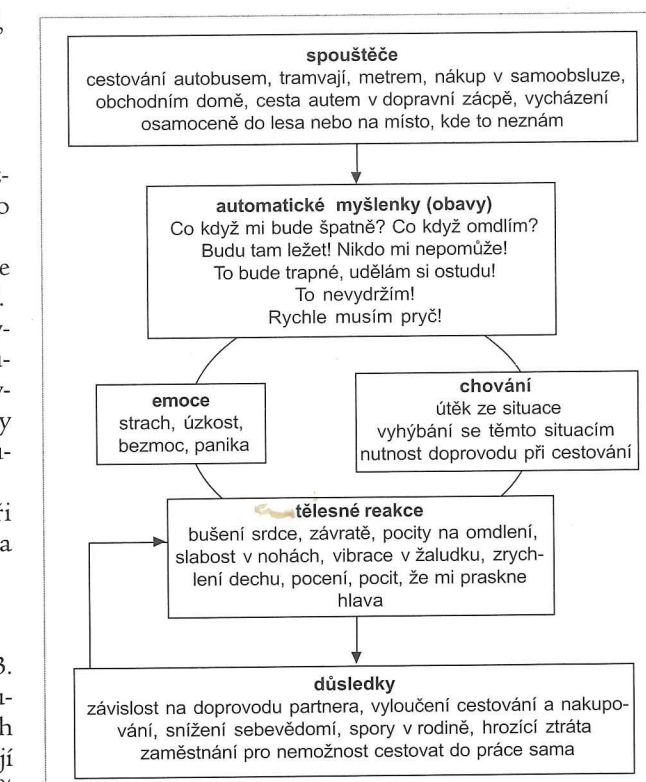 spouštěče
cestování autobusem, tramvají, metrem, nákup v samoobsluze,
obchodním domě, cesta autem v dopravní zácpě, vycházení
osamoceně do lesa nebo na místo, kde to neznám
automatické myšlenky (obavy)
Co když mi bude špatně? Co když omdlím?
Budu tam ležet! Nikdo mi nepomůže!
To bude trapné, udělám si ostudu!
To nevydržím!
Rychle musím pryč!
emoce
strach, úzkost,
bezmoc, panika
chování
útěk ze situace
vyhýbání se těmto situacím
nutnost doprovodu při cestování
tělesné reakce
bušení srdce, závratě, pocity na omdlení,
slabost v nohách, vibrace v žaludku, zrych-
lení dechu, pocení, pocit, že mi praskne
hlava
důsledky
závislost na doprovodu partnera, vyloučení cestování a nakupo-
vání, snížení sebevědomí, spory v rodině, hrozící ztráta
zaměstnání pro nemožnost cestovat do práce sama